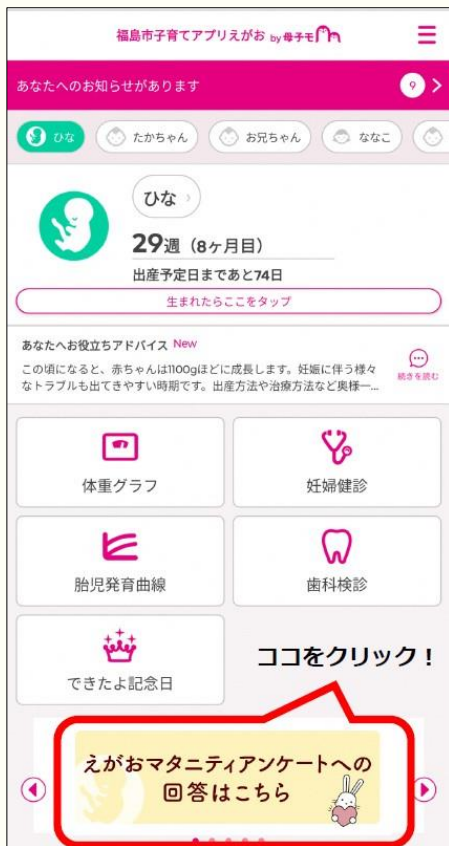 福島市子育てアプリえがお by 母子モ
あなたへのお知らせがあります 9
ひな たかちゃん お兄ちゃん ななこ
ひな
29週（8ヶ月目）
出産予定日まであと74日
生まれたらここをタップ
あなたへお役立ちアドバイス New
この頃になると、赤ちゃんは1100gほどに成長します。妊娠に伴う様々
なトラブルも出てきやすい時期です。出産方法や治療方法など奥様一...
続きを読む
体重グラフ 妊婦健診
胎児発育曲線 歯科検診
できたよ記念日
ココをクリック！
えがおマタニティアンケートへの
回答はこちら